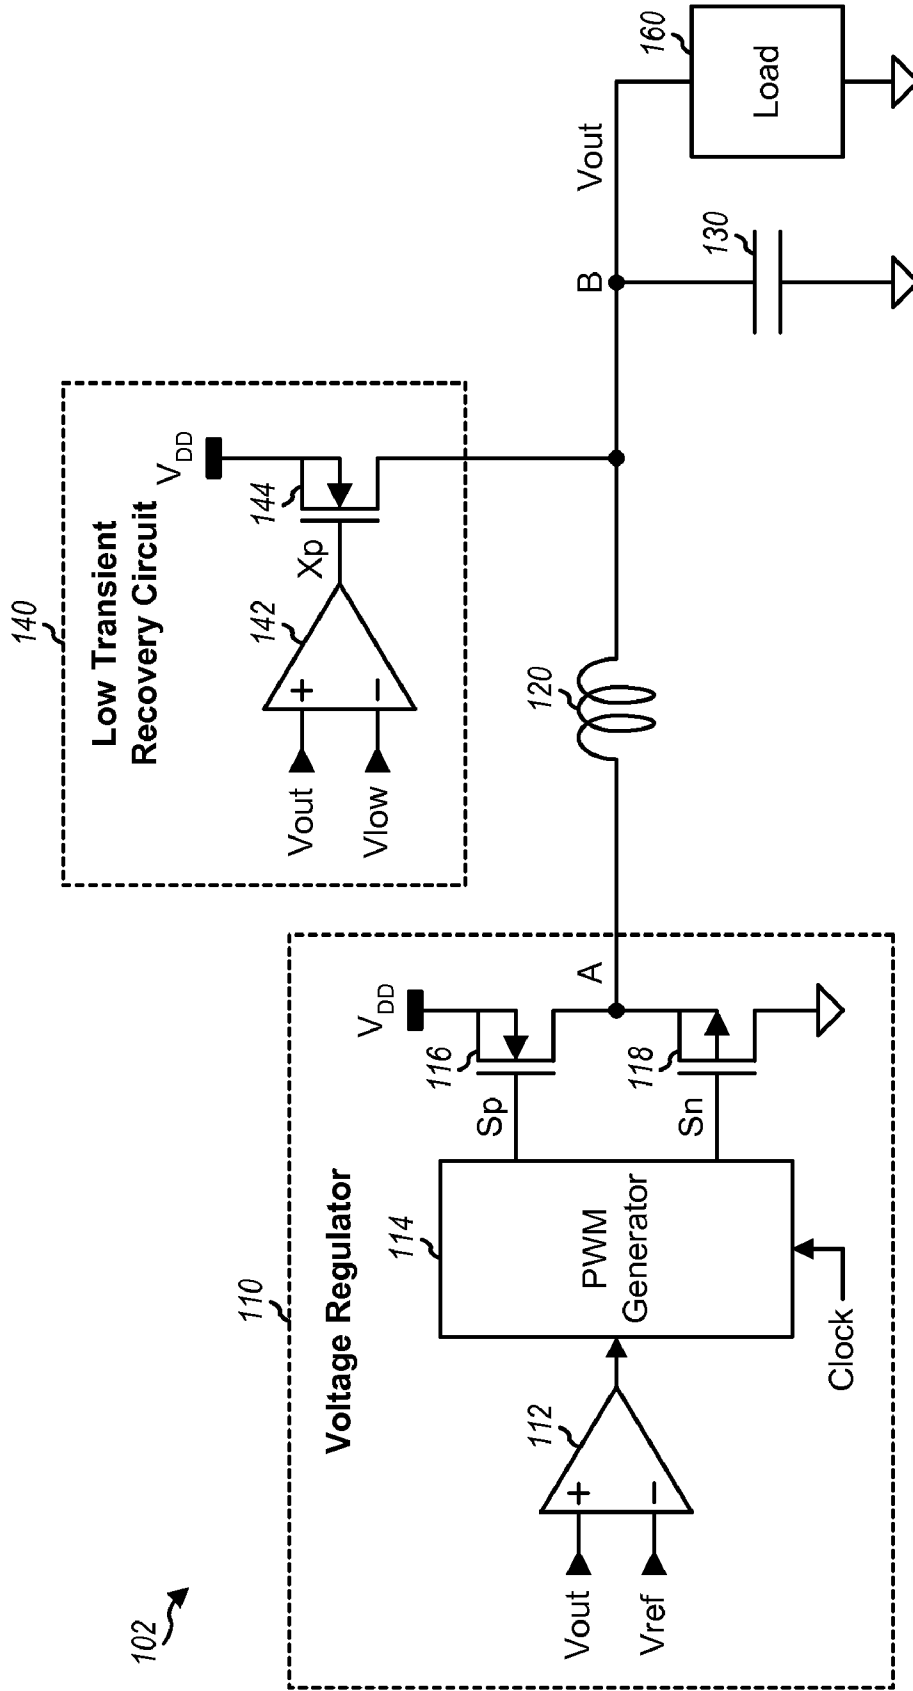 102
110
Voltage Regulator
Vout
Vref
+
−
112
114
PWM
Generator
Clock
Sp
Sn
116
118
VDD
A
120
140
Low Transient
Recovery Circuit
Vout
Vlow
+
−
142
Xp
144
VDD
B
Vout
130
160
Load